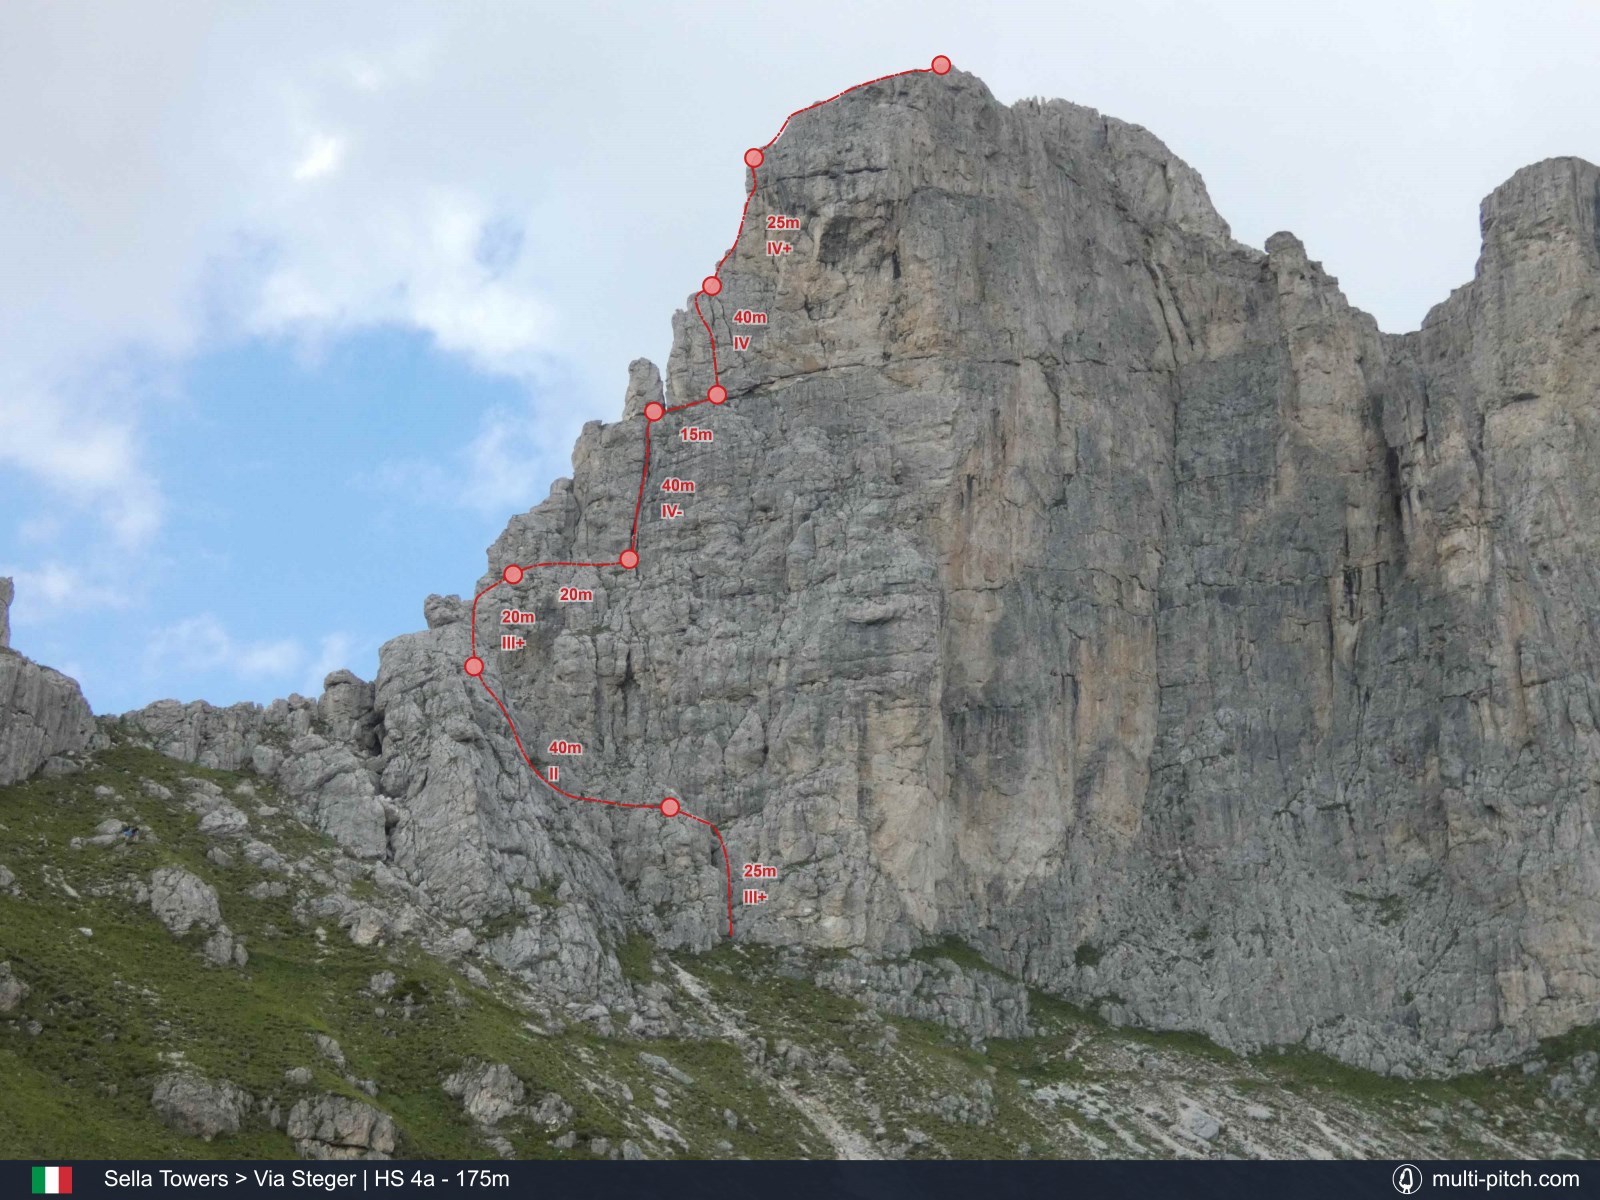 25m
IV+
40m
IV
15m
40m
IV-
20m
20m
III+
40m
II
25m
III+
Sella Towers > Via Steger | HS 4a - 175m
multi-pitch.com